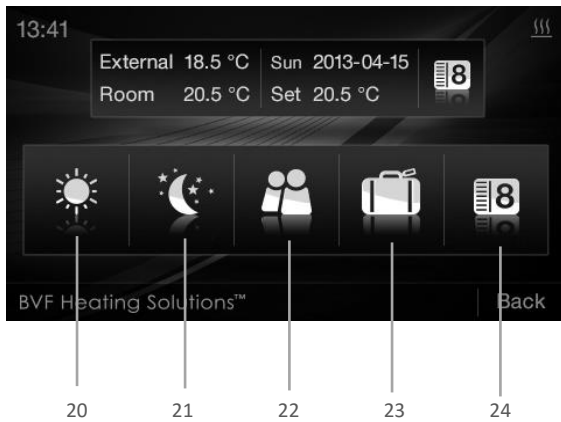 13:41
External 18.5 °C Sun 2013-04-15
8
Room 20.5 °C Set 20.5 °C
8
BVF Heating Solutions™ Back
20 21 22 23 24